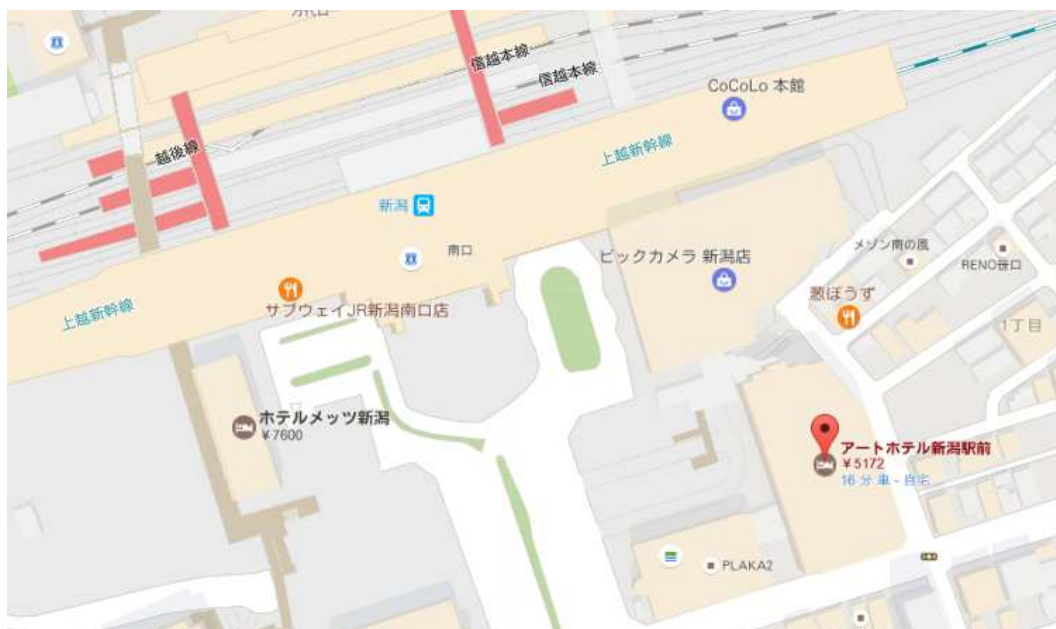 万代口
信越本線
信越本線
CoCoLo 本館
越後線
上越新幹線
新潟
南口
ビックカメラ 新潟店
メゾン南の風
RENO笹口
葱ぼうず
サブウェイJR新潟南口店
上越新幹線
1丁目
ホテルメッツ新潟
¥7600
アートホテル新潟駅前
¥5172
16 分 車 - 自宅
PLAKA2